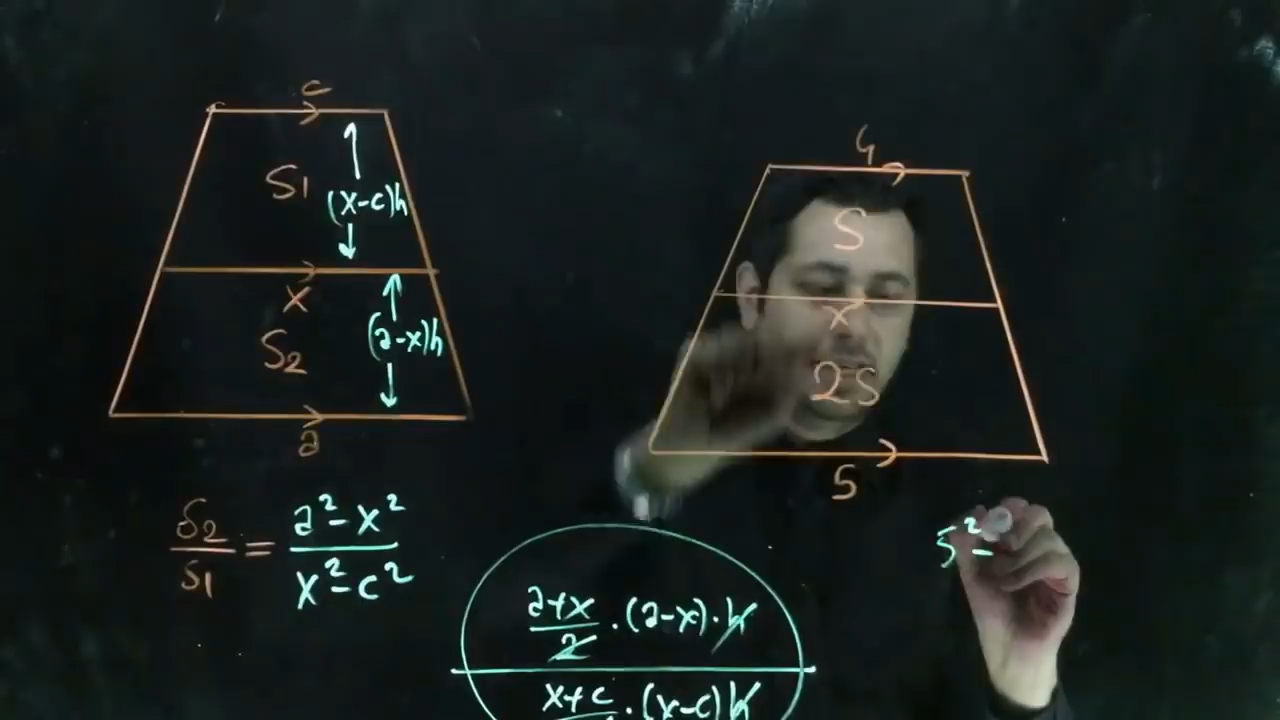 c
S1
(x-c)h
x
S2
(a-x)h
a
S2/S1 = a²-x²/x²-c²
4
S
x
2S
5
5²-
a+x/2 · (a-x) · h
x+c · (x-c)h